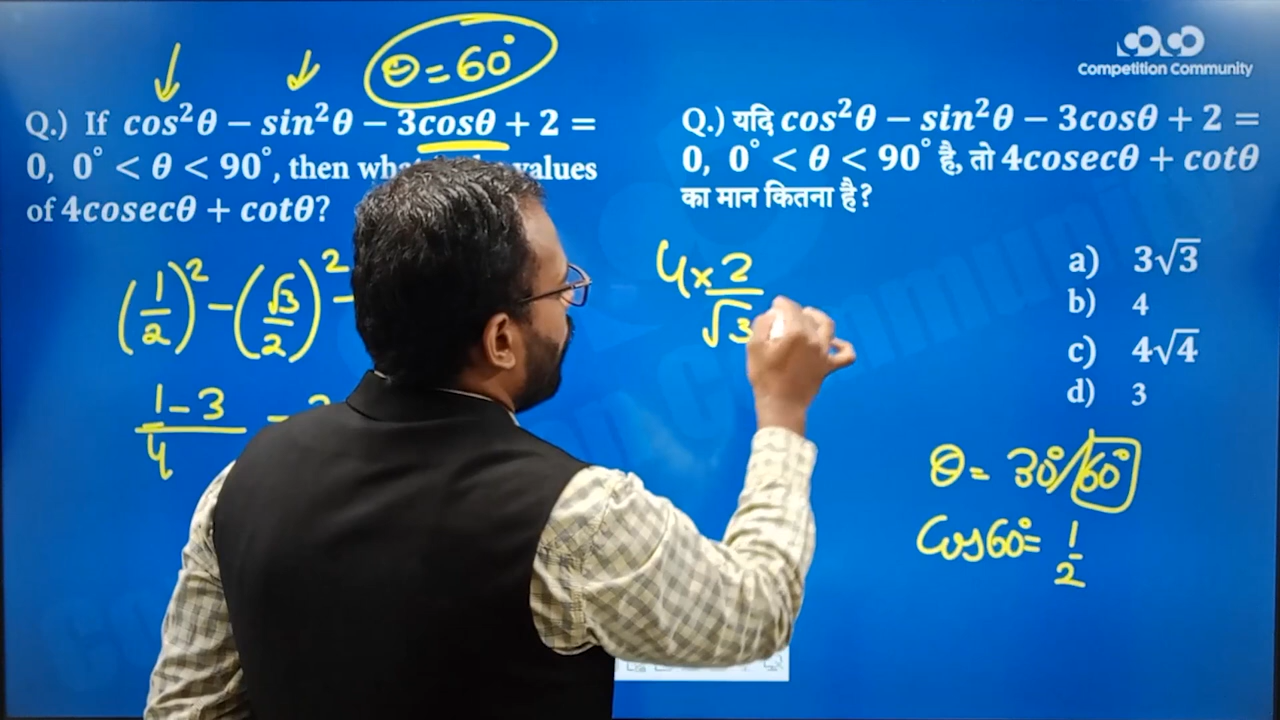 θ = 60°
Competition Community
Q.) If cos²θ − sin²θ − 3cosθ + 2 =
0, 0° < θ < 90°, then values
of 4cosecθ + cotθ?
Q.) यदि cos²θ − sin²θ − 3cosθ + 2 =
0, 0° < θ < 90° है, तो 4cosecθ + cotθ
का मान कितना है?
(1/2)² − (√3/2)² −
1 − 3 / 4 −
4 × 2/√3
a) 3√3
b) 4
c) 4√4
d) 3
θ = 30°/60°
Cos60° = 1/2